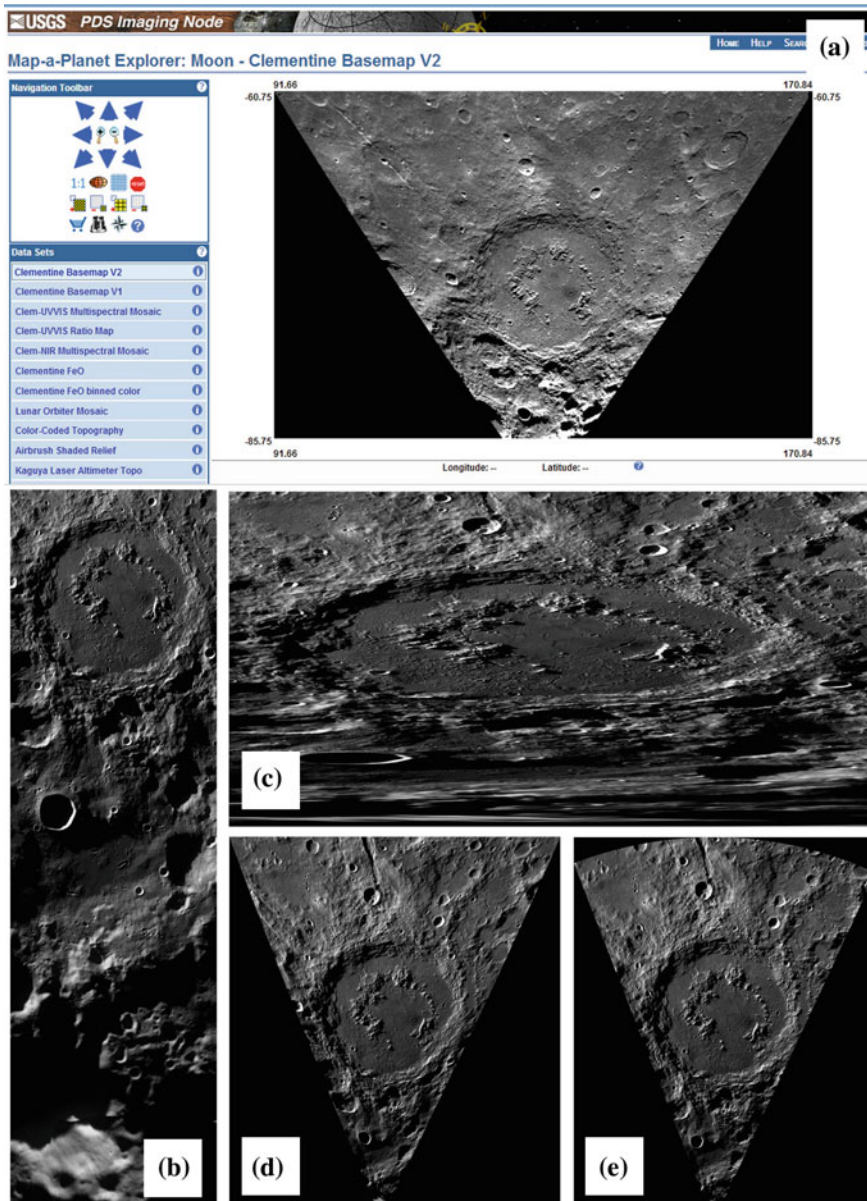 USGS PDS Imaging Node
HOME HELP
(a)
Map-a-Planet Explorer: Moon - Clementine Basemap V2
Navigation Toolbar ?
1:1
?
91.66 170.84
-60.75 -60.75
Data Sets ?
Clementine Basemap V2
Clementine Basemap V1
Clem-UVVIS Multispectral Mosaic
Clem-UVVIS Ratio Map
Clem-NIR Multispectral Mosaic
Clementine FeO
Clementine FeO binned color
Lunar Orbiter Mosaic
Color-Coded Topography
Airbrush Shaded Relief
Kaguya Laser Altimeter Topo
-85.75 -85.75
91.66 170.84
Longitude: -- Latitude: -- ?
(b)
(c)
(d)
(e)